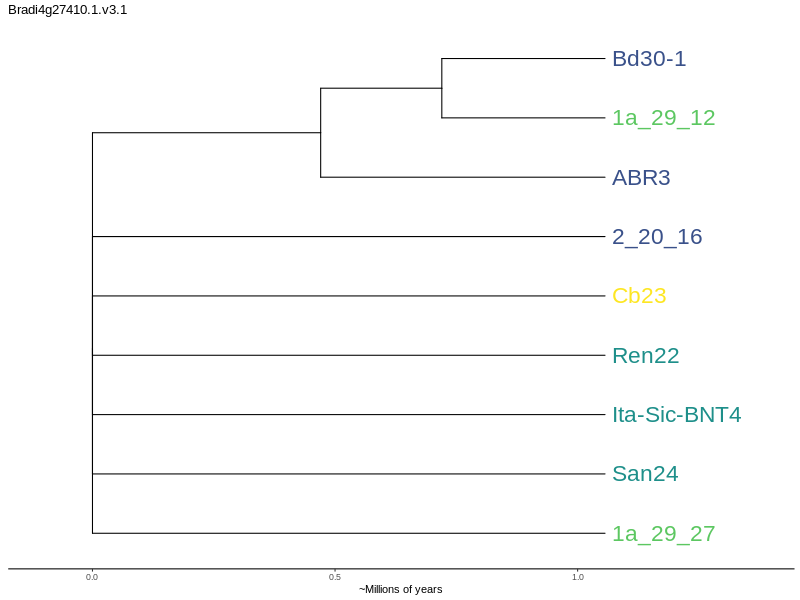 Bradi4g27410.1.v3.1
Bd30-1
1a_29_12
ABR3
2_20_16
Cb23
Ren22
Ita-Sic-BNT4
San24
1a_29_27
0.0 0.5 1.0
~Millions of years